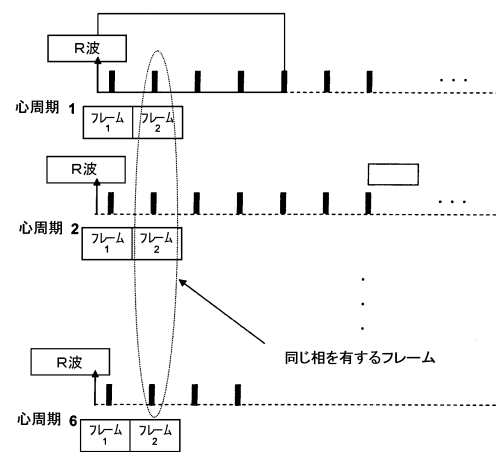 R波
・・・
心周期 1
フレーム
1
フレーム
2
R波
・・・
心周期 2
フレーム
1
フレーム
2
同じ相を有するフレーム
R波
心周期 6
フレーム
1
フレーム
2